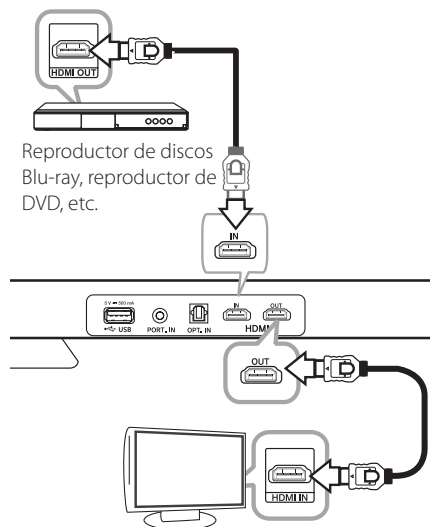 HDMI OUT
Reproductor de discos
Blu-ray, reproductor de
DVD, etc.
IN
5 V 500 mA
USB
PORT. IN
OPT. IN
IN
OUT
HDMI
OUT
HDMI IN